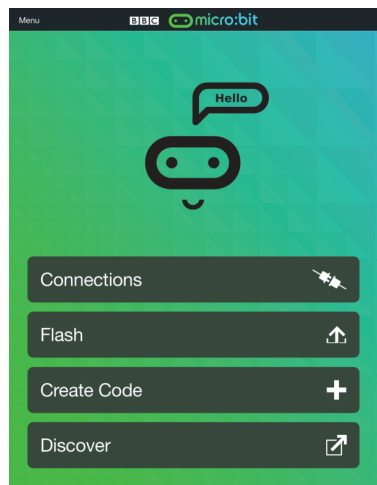 Menu
BBC micro:bit
Hello
Connections
Flash
Create Code
Discover